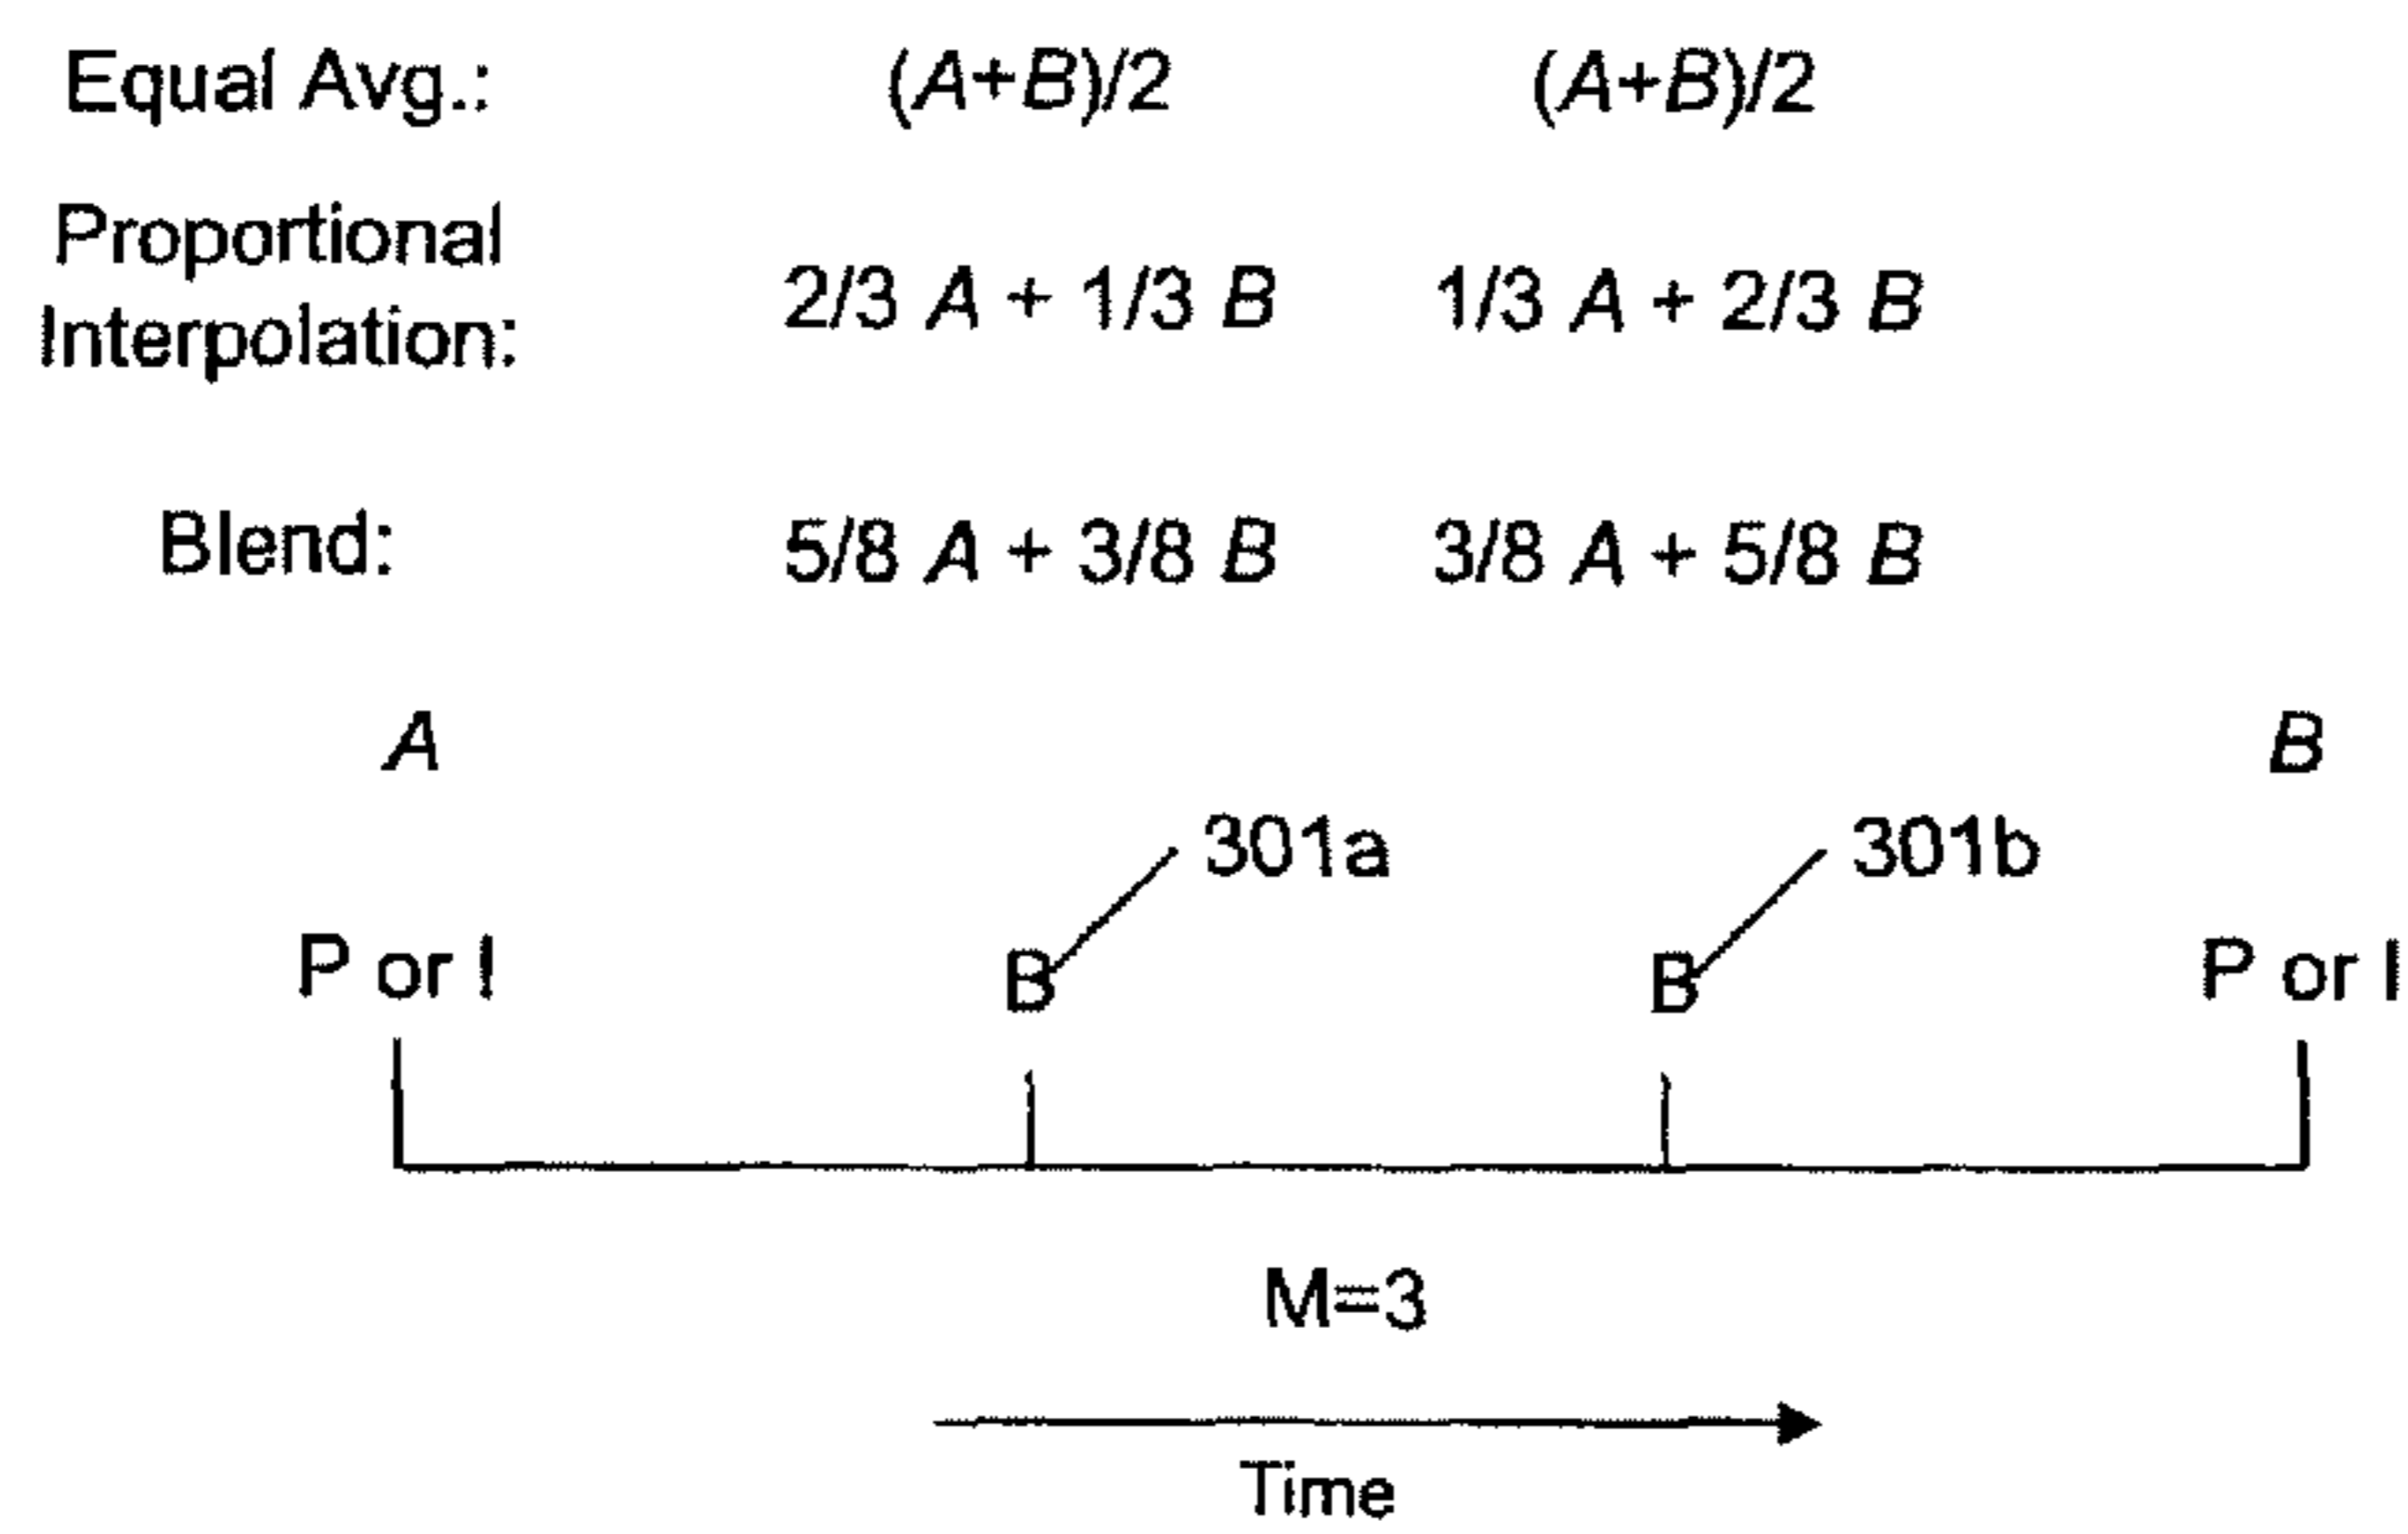 Equal Avg.: (A+B)/2 (A+B)/2
Proportional
Interpolation: 2/3 A + 1/3 B 1/3 A + 2/3 B
Blend: 5/8 A + 3/8 B 3/8 A + 5/8 B
A B
301a 301b
P or I B B P or I
M=3
Time